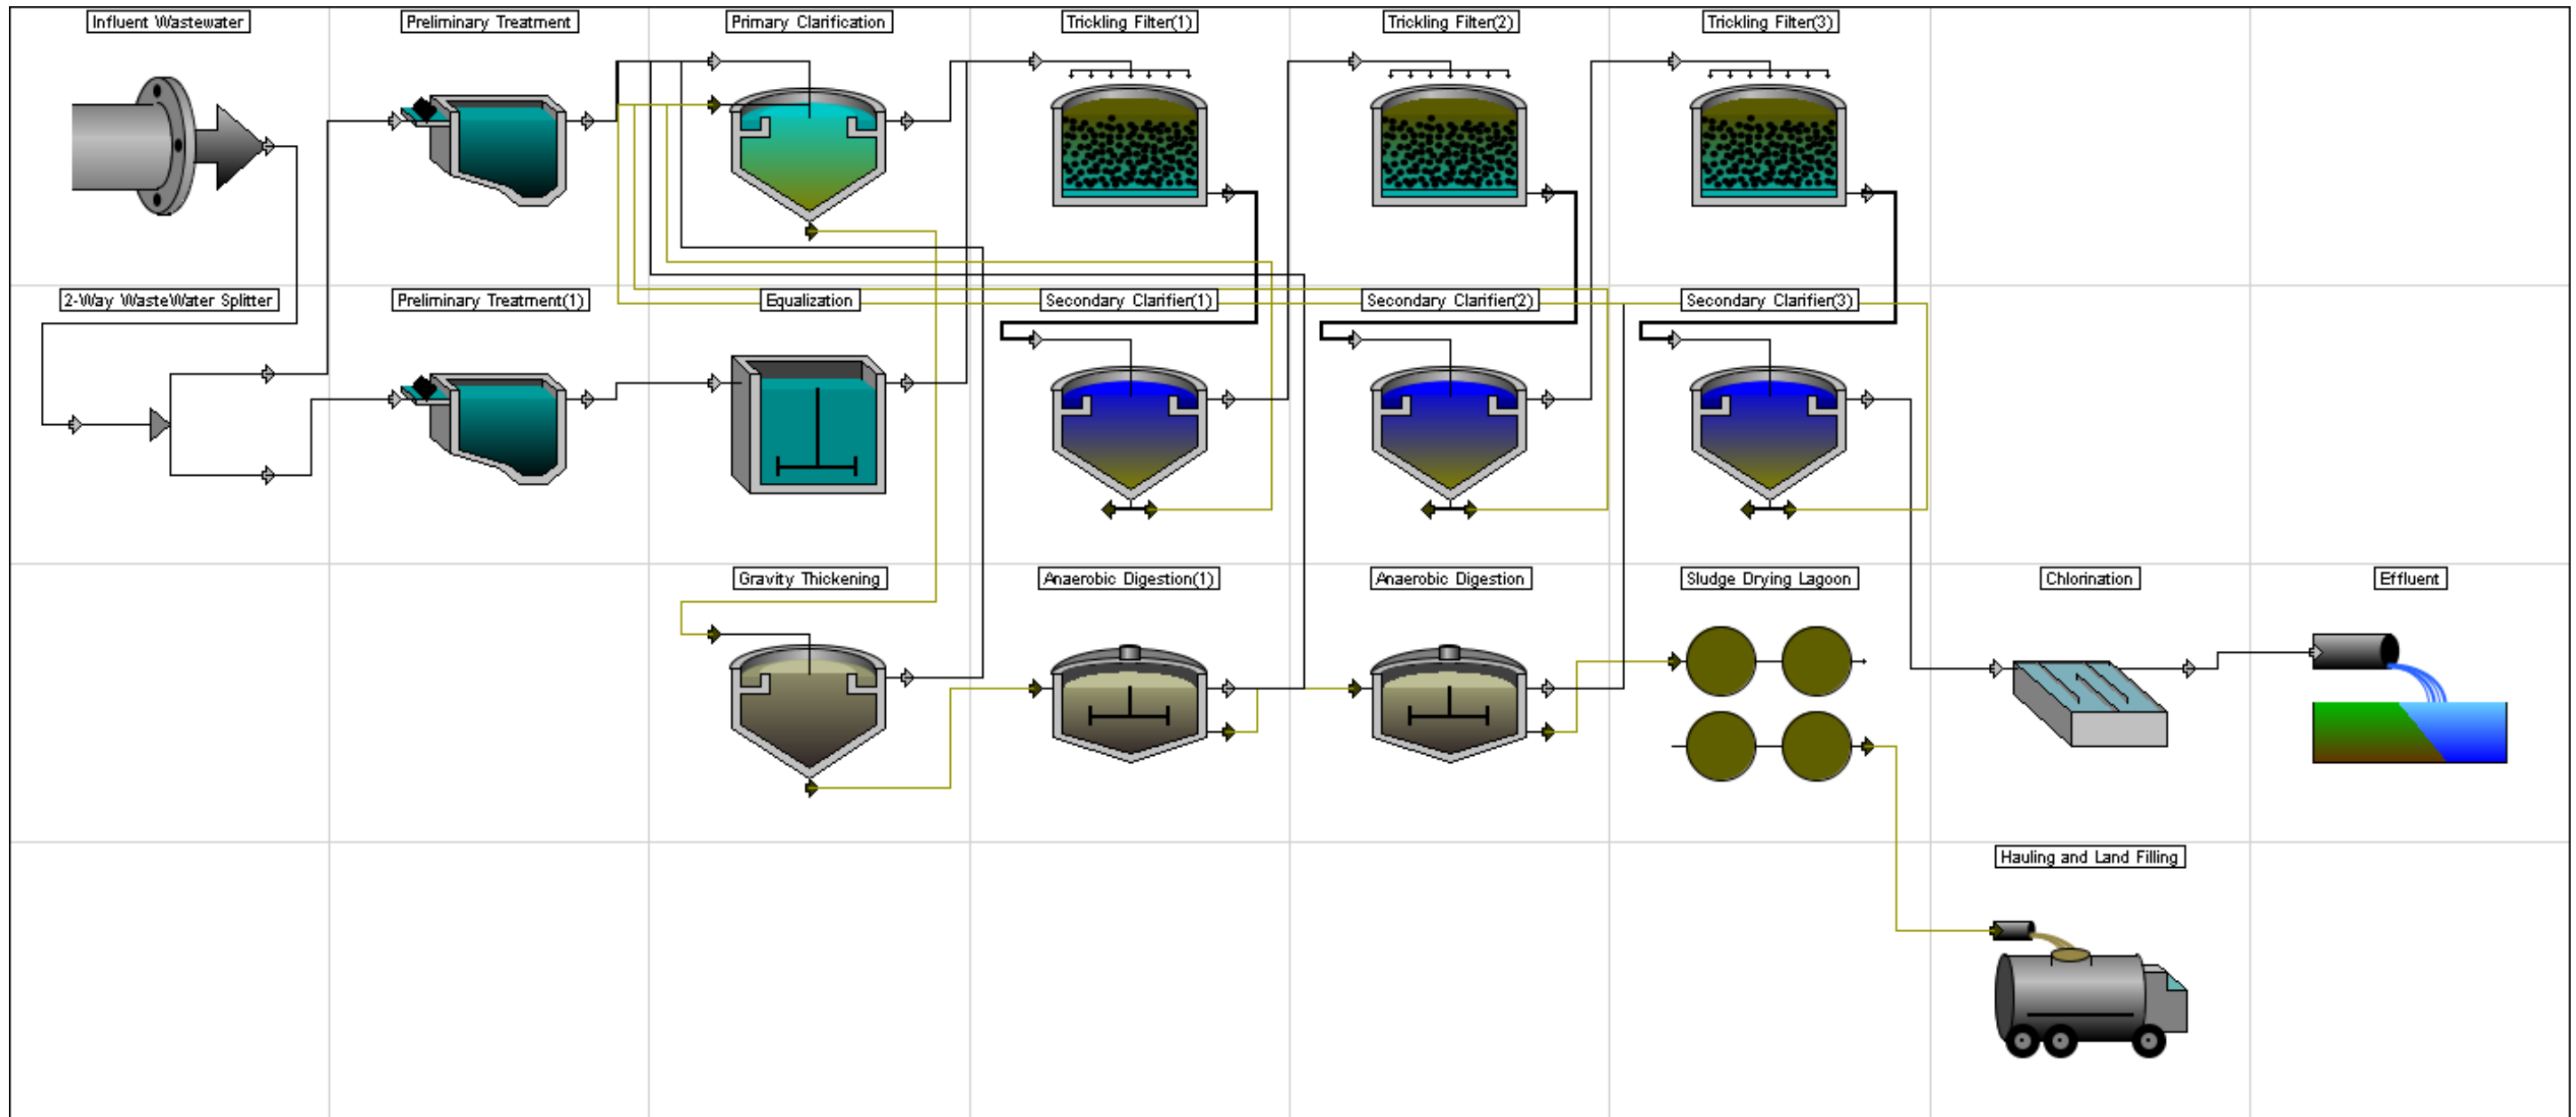 Influent Wastewater
Preliminary Treatment
Primary Clarification
Trickling Filter(1)
Trickling Filter(2)
Trickling Filter(3)
2-Way WasteWater Splitter
Preliminary Treatment(1)
Equalization
Secondary Clarifier(1)
Secondary Clarifier(2)
Secondary Clarifier(3)
Gravity Thickening
Anaerobic Digestion(1)
Anaerobic Digestion
Sludge Drying Lagoon
Chlorination
Effluent
Hauling and Land Filling